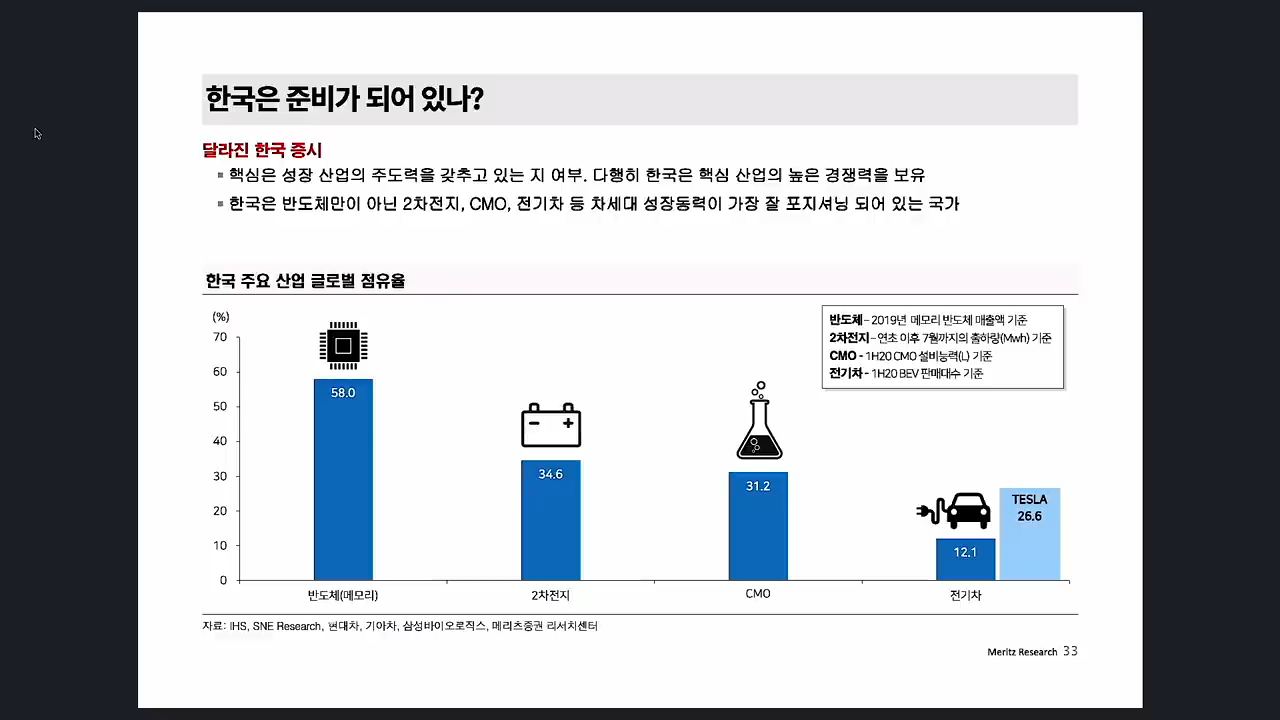 한국은 준비가 되어 있나?
달라진 한국 증시
핵심은 성장 산업의 주도력을 갖추고 있는 지 여부. 다행히 한국은 핵심 산업의 높은 경쟁력을 보유
한국은 반도체만이 아닌 2차전지, CMO, 전기차 등 차세대 성장동력이 가장 잘 포지셔닝 되어 있는 국가
한국 주요 산업 글로벌 점유율
(%)
70
60
50
40
30
20
10
0
반도체 – 2019년 메모리 반도체 매출액 기준
2차전지 – 연초 이후 7월까지의 출하량(Mwh) 기준
CMO - 1H20 CMO 설비능력(L) 기준
전기차 - 1H20 BEV 판매대수 기준
58.0
34.6
31.2
12.1
TESLA
26.6
반도체(메모리)
2차전지
CMO
전기차
자료: IHS, SNE Research, 현대차, 기아차, 삼성바이오로직스, 메리츠증권 리서치센터
Meritz Research 33